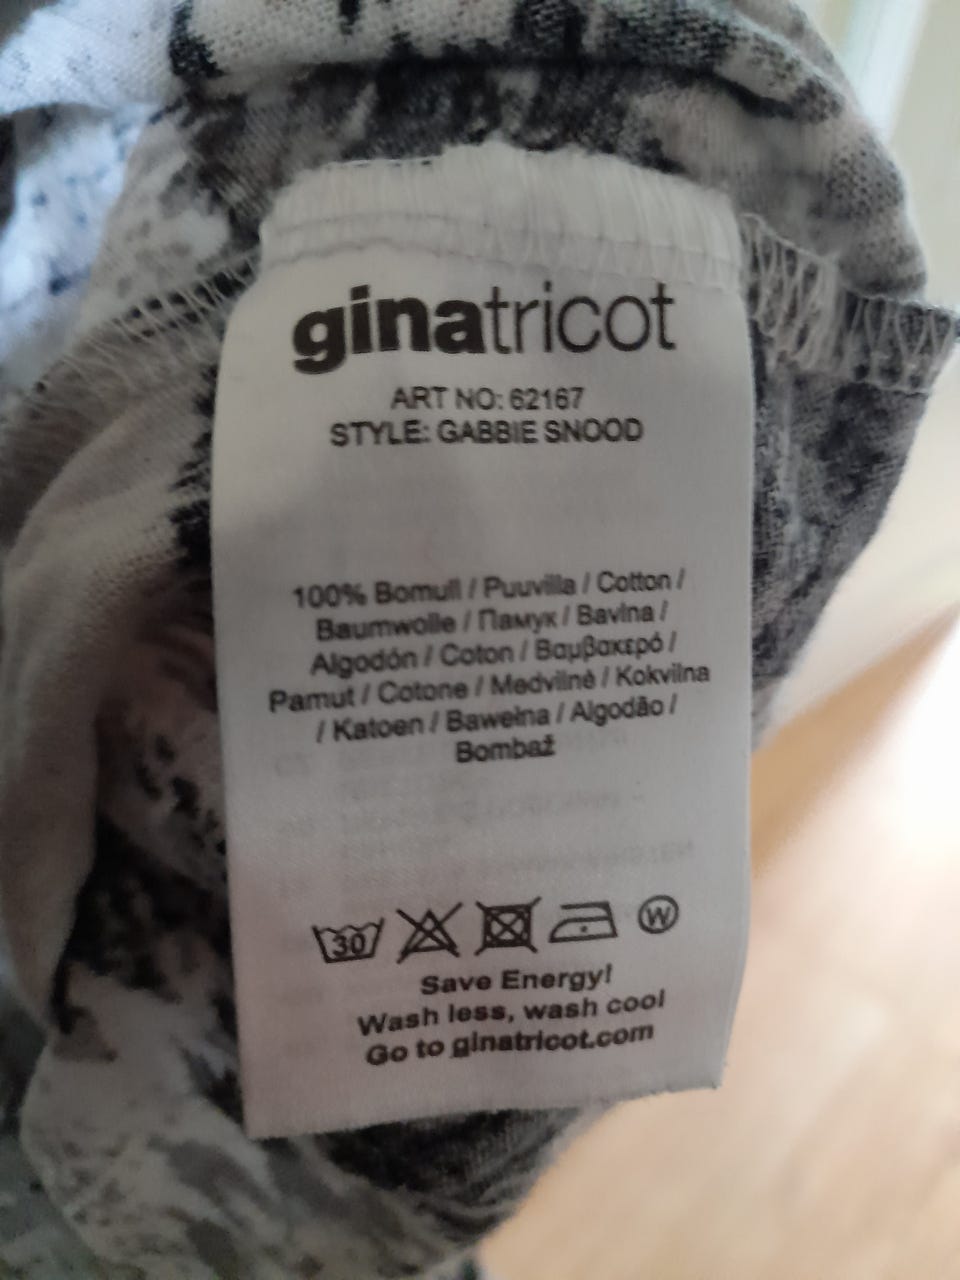 ginatricot
ART NO: 62167
STYLE: GABBIE SNOOD
100% Bomull / Puuvilla / Cotton /
Baumwolle / Памук / Bavlna /
Algodón / Coton / Βαμβακερό /
Pamut / Cotone / Medvilnė / Kokvilna
/ Katoen / Bawełna / Algodão /
Bombaž
30 W
Save Energy!
Wash less, wash cool
Go to ginatricot.com